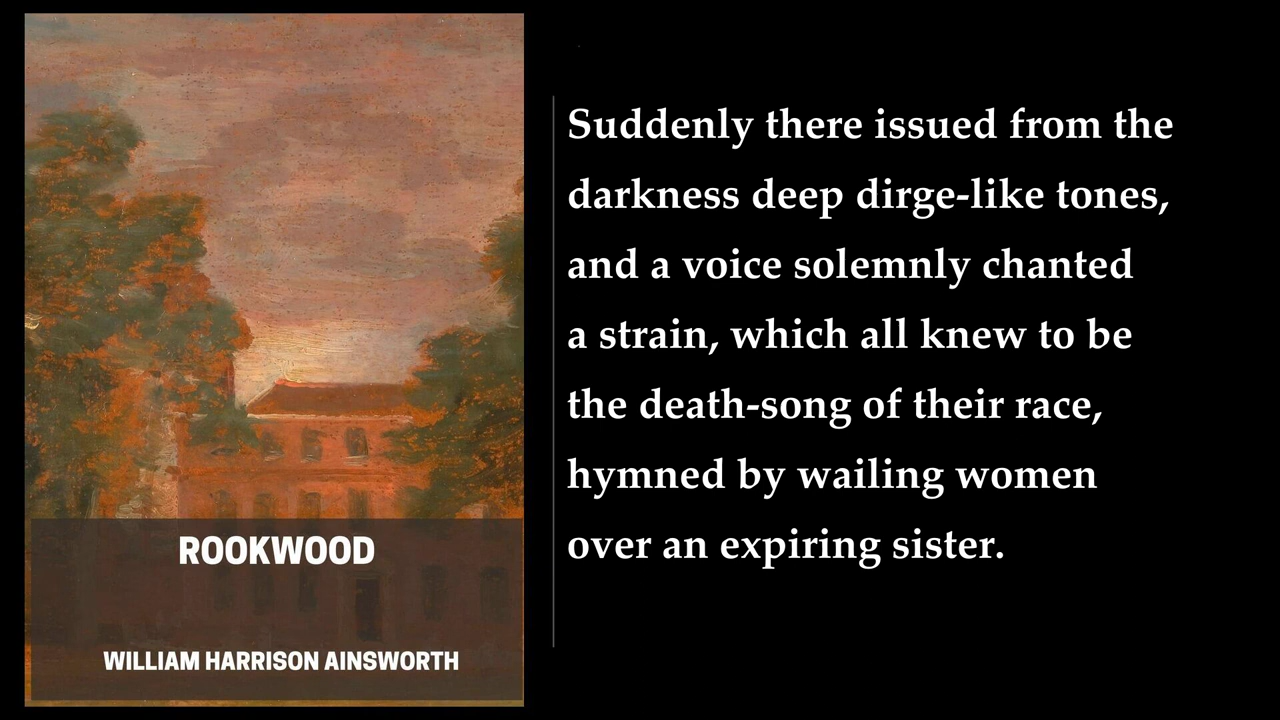 ROOKWOOD
WILLIAM HARRISON AINSWORTH
Suddenly there issued from the
darkness deep dirge-like tones,
and a voice solemnly chanted
a strain, which all knew to be
the death-song of their race,
hymned by wailing women
over an expiring sister.